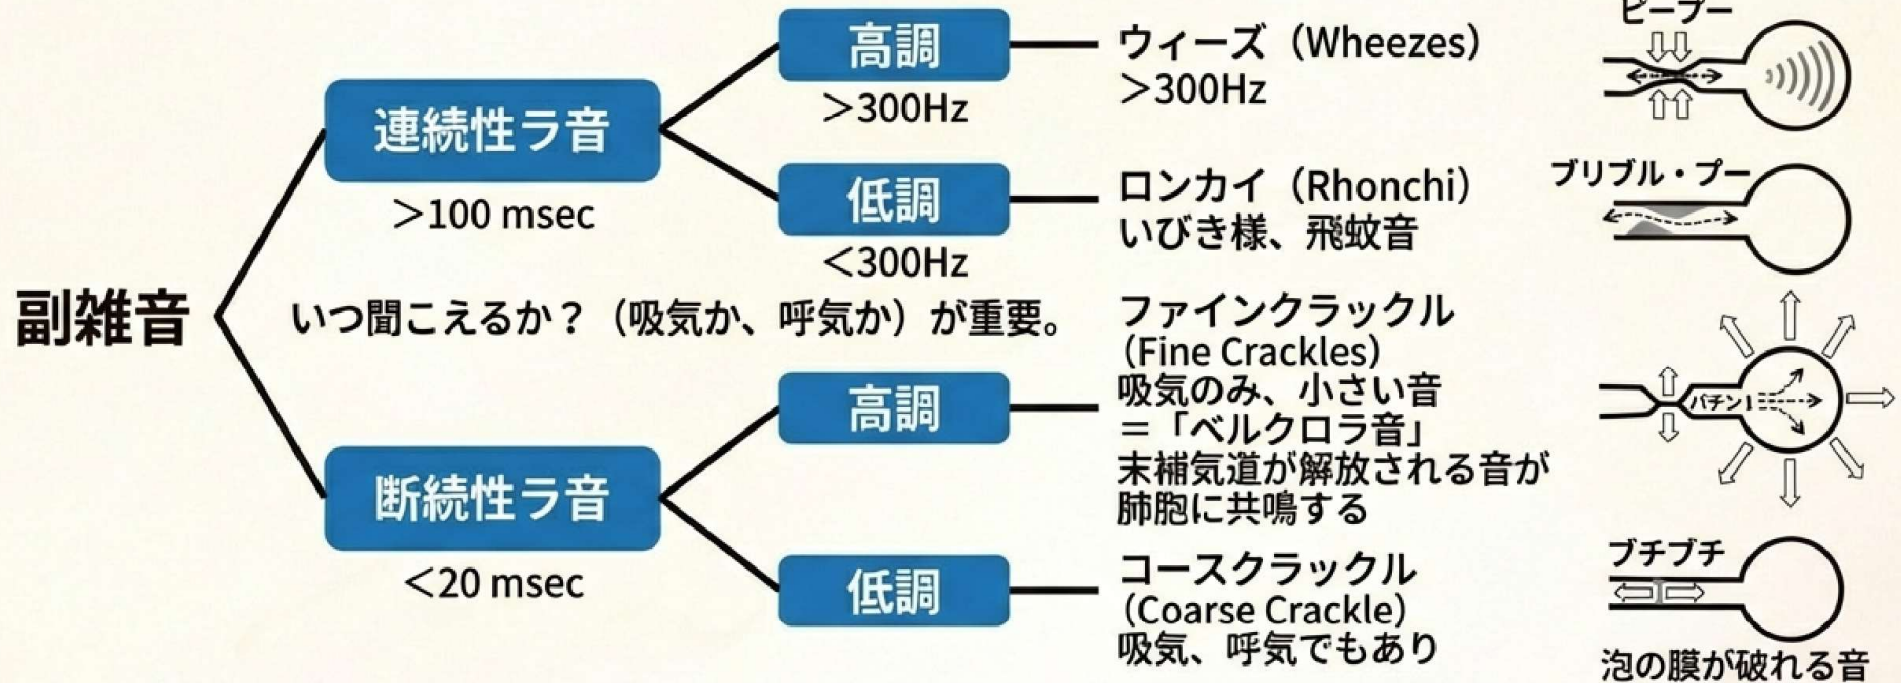 副雑音
連続性ラ音
>100 msec
高調
>300Hz
ウィーズ（Wheezes）
>300Hz
ピープー
低調
<300Hz
ロンカイ（Rhonchi）
いびき様、飛蚊音
ブリブル・プー
いつ聞こえるか？（吸気か、呼気か）が重要。
断続性ラ音
<20 msec
高調
ファインクラックル
（Fine Crackles）
吸気のみ、小さい音
＝「ベルクロラ音」
末補気道が解放される音が
肺胞に共鳴する
バチン!
低調
コースクラックル
（Coarse Crackle）
吸気、呼気でもあり
ブチブチ
泡の膜が破れる音